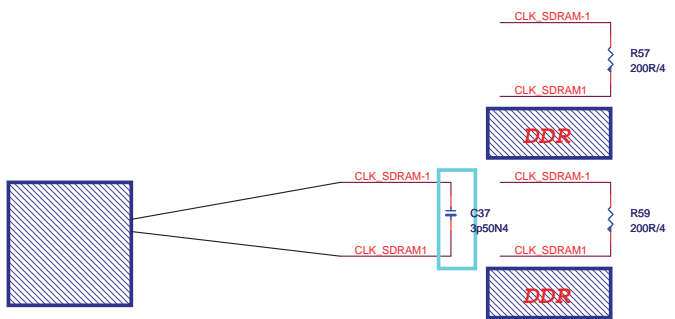 CLK_SDRAM-1
R57
200R/4
CLK_SDRAM1
DDR
CLK_SDRAM-1
CLK_SDRAM-1
C37
3p50N4
R59
200R/4
CLK_SDRAM1
CLK_SDRAM1
DDR